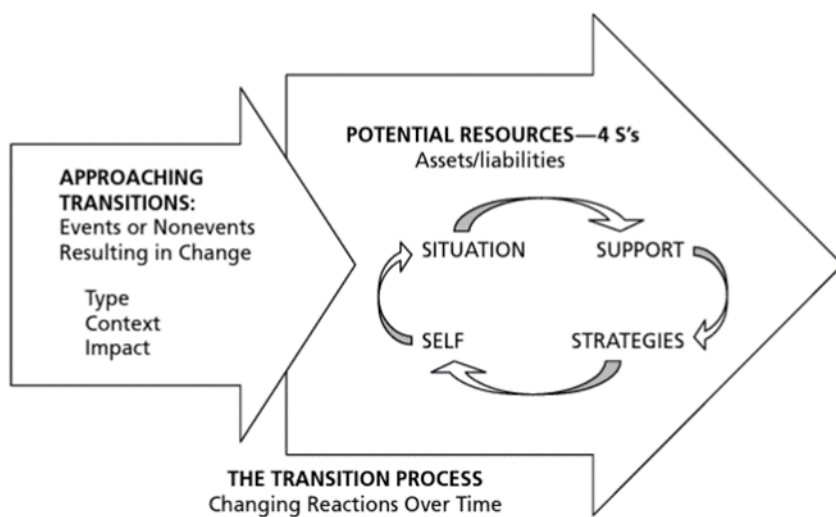 APPROACHING
TRANSITIONS:
Events or Nonevents
Resulting in Change
Type
Context
Impact
POTENTIAL RESOURCES—4 S's
Assets/liabilities
SITUATION
SUPPORT
SELF
STRATEGIES
THE TRANSITION PROCESS
Changing Reactions Over Time